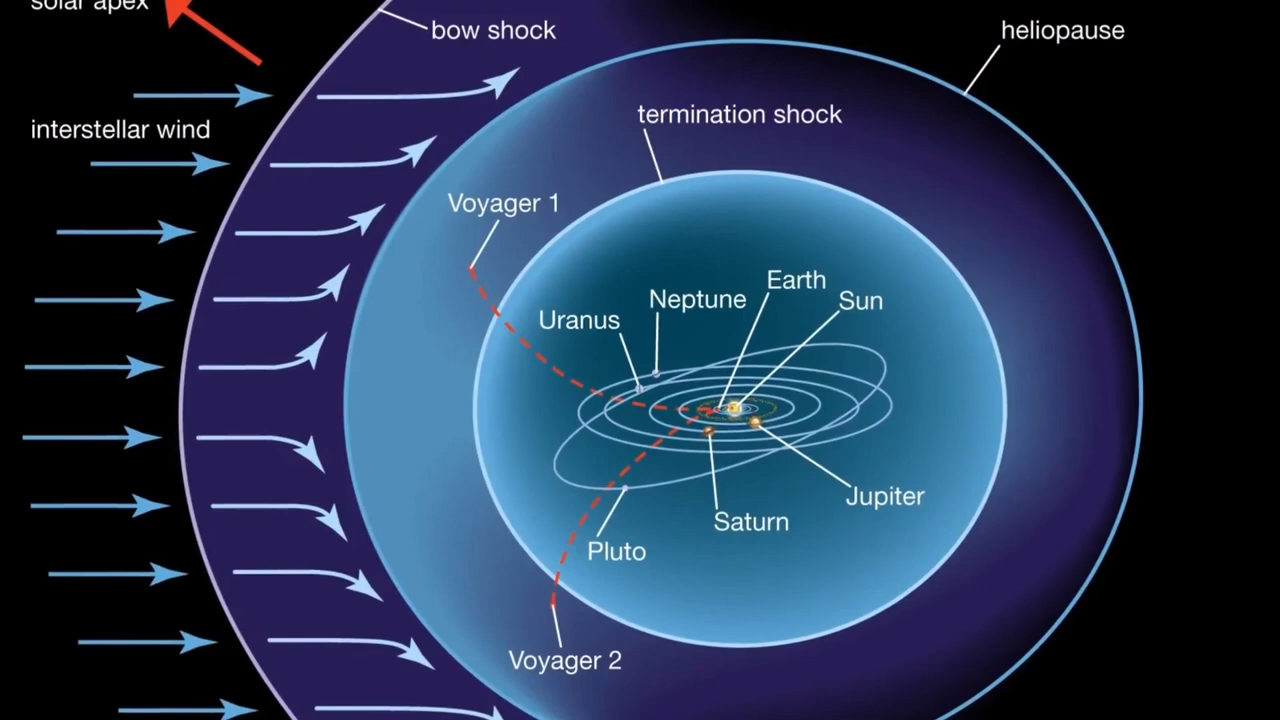 solar apex
bow shock
heliopause
interstellar wind
termination shock
Voyager 1
Earth
Neptune
Sun
Uranus
Jupiter
Saturn
Pluto
Voyager 2